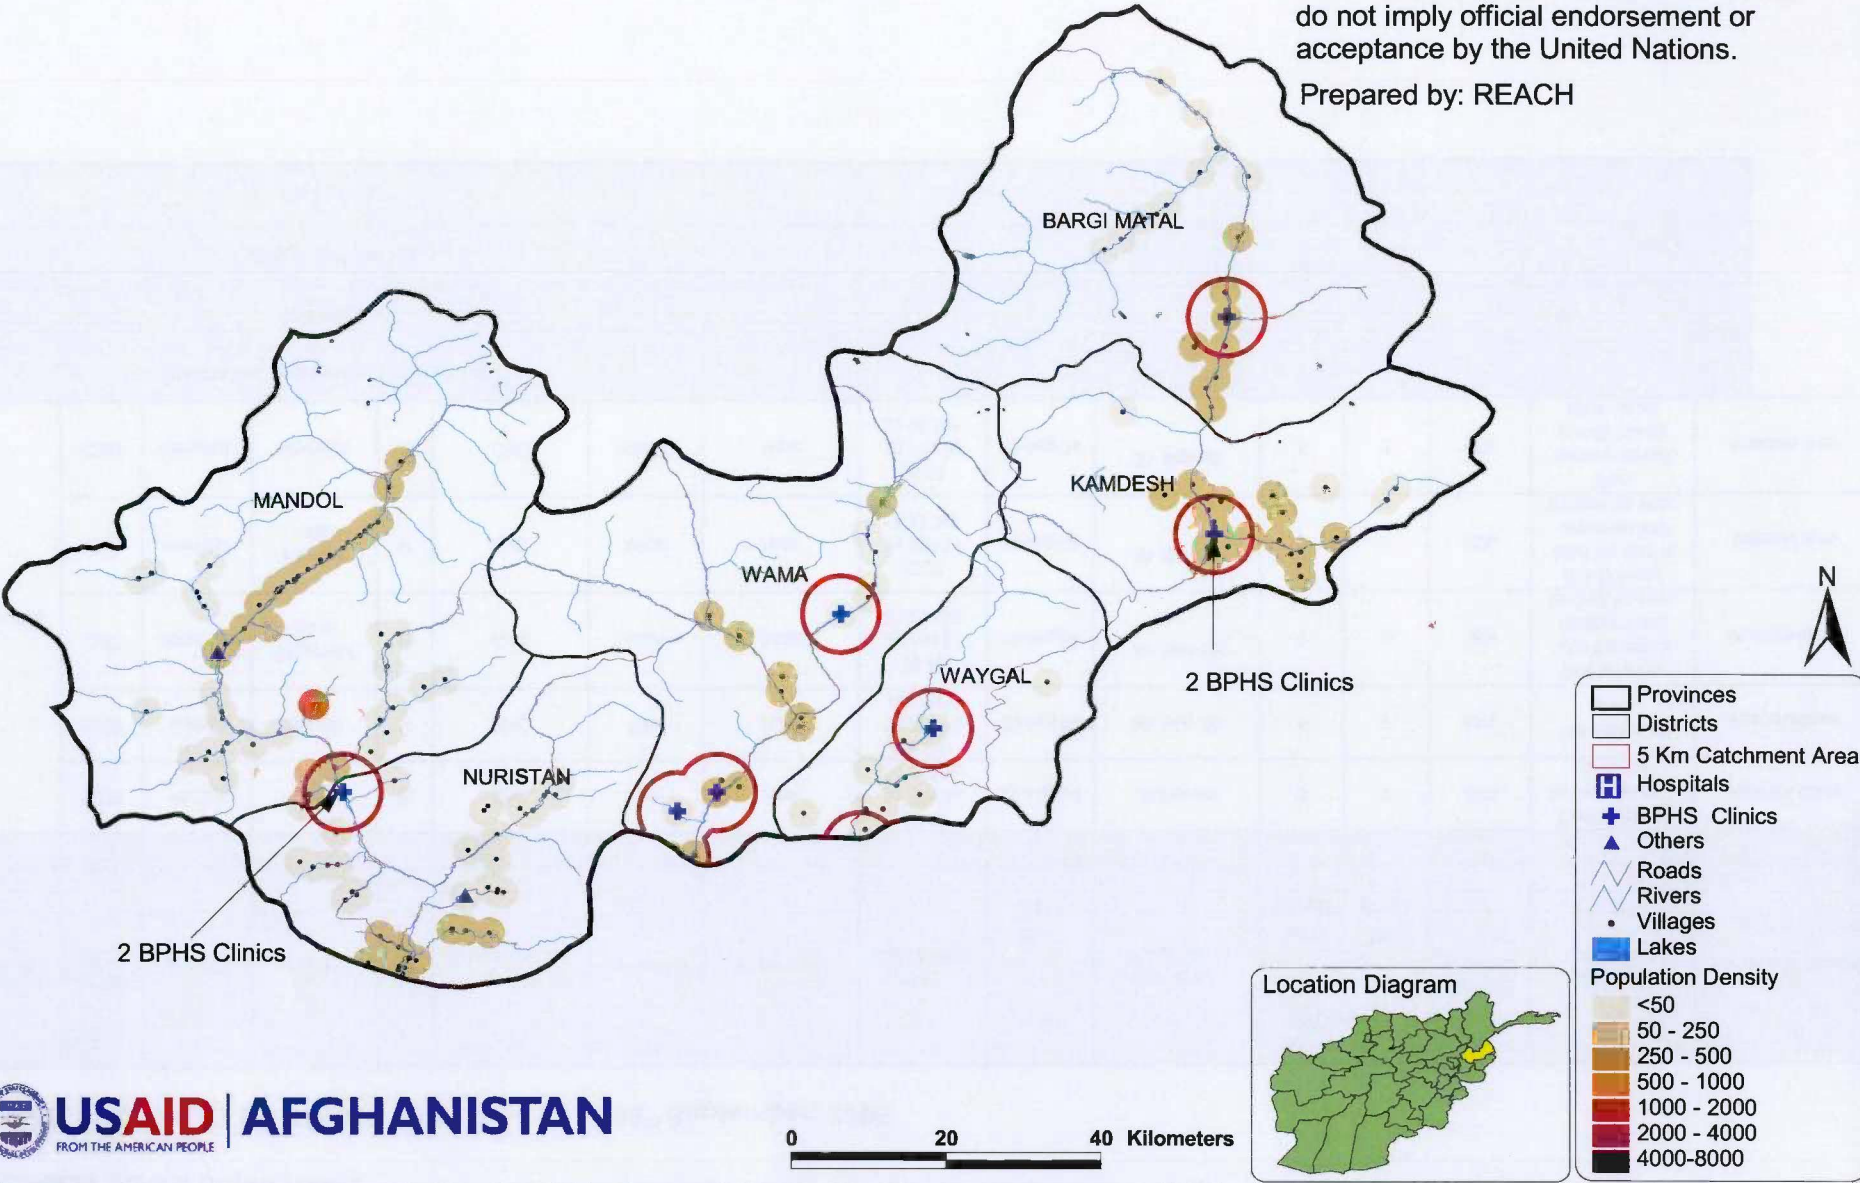 do not imply official endorsement or
acceptance by the United Nations.
Prepared by: REACH
BARGI MATAL
MANDOL
KAMDESH
WAMA
WAYGAL
2 BPHS Clinics
NURISTAN
2 BPHS Clinics
N
Provinces
Districts
5 Km Catchment Area
H Hospitals
BPHS Clinics
Others
Roads
Rivers
Villages
Lakes
Population Density
<50
50 - 250
250 - 500
500 - 1000
1000 - 2000
2000 - 4000
4000-8000
Location Diagram
USAID | AFGHANISTAN
FROM THE AMERICAN PEOPLE
0 20 40 Kilometers